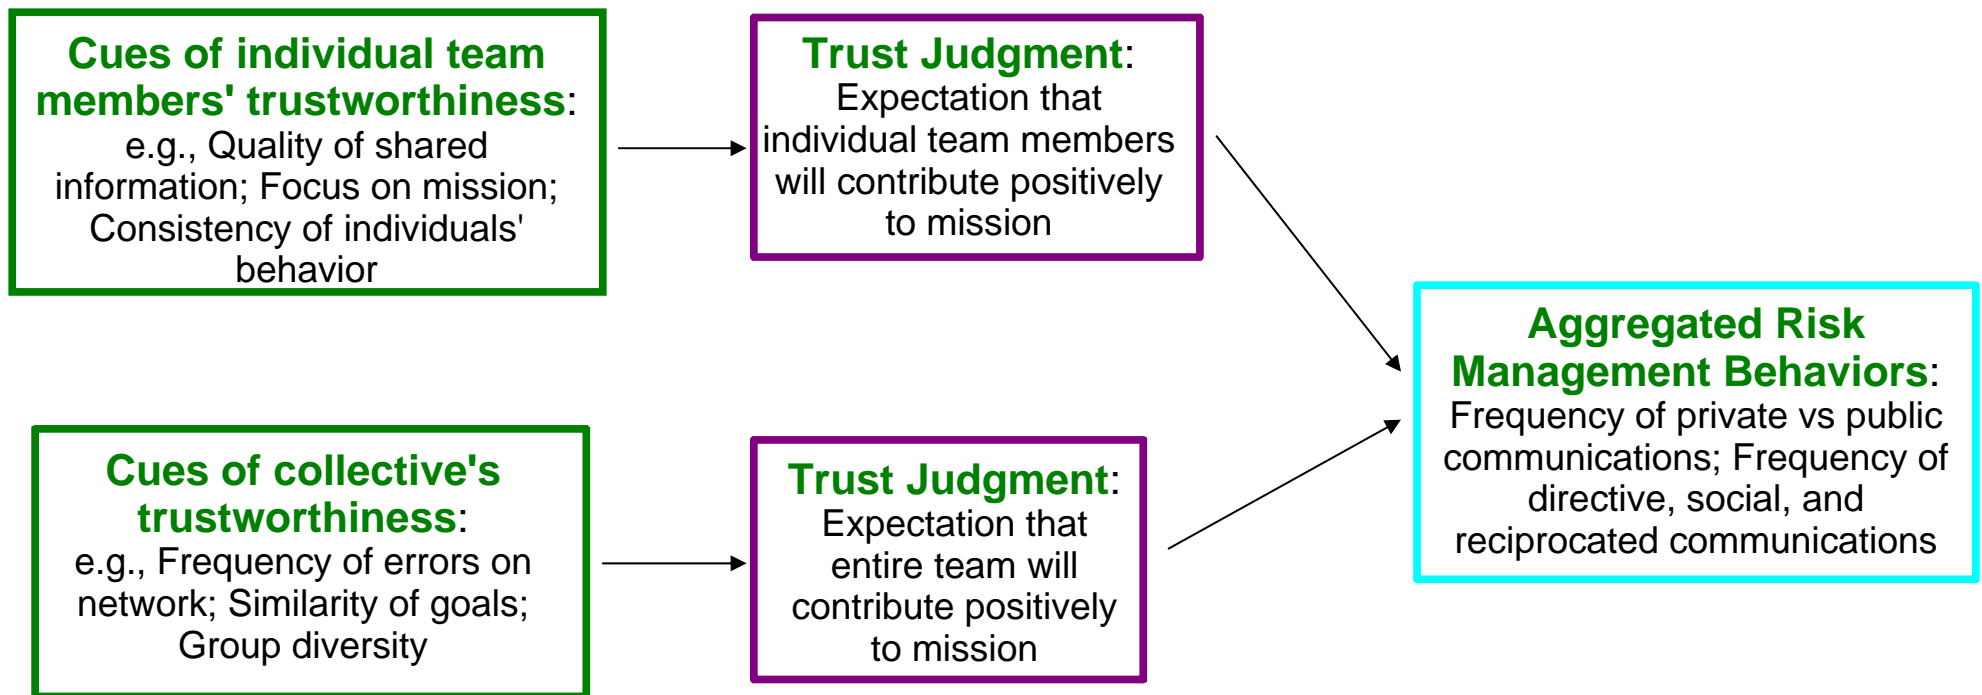 Cues of individual team
members' trustworthiness:
e.g., Quality of shared
information; Focus on mission;
Consistency of individuals'
behavior
Trust Judgment:
Expectation that
individual team members
will contribute positively
to mission
Cues of collective's
trustworthiness:
e.g., Frequency of errors on
network; Similarity of goals;
Group diversity
Trust Judgment:
Expectation that
entire team will
contribute positively
to mission
Aggregated Risk
Management Behaviors:
Frequency of private vs public
communications; Frequency of
directive, social, and
reciprocated communications